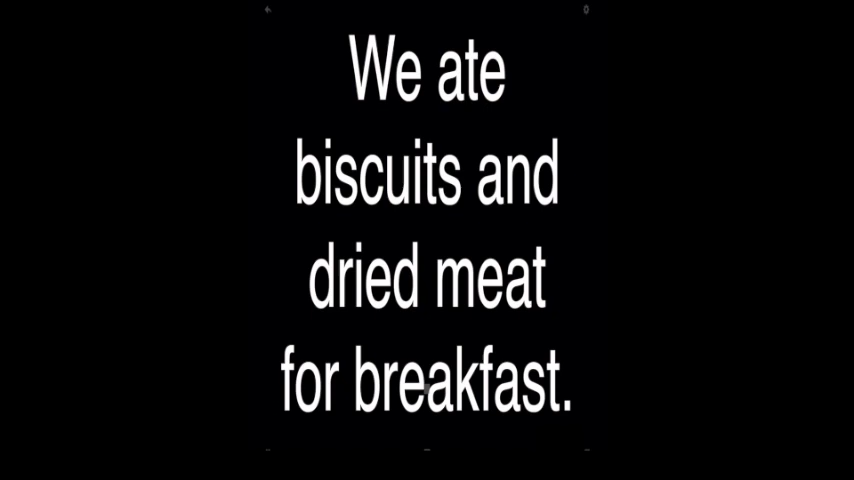 We ate
biscuits and
dried meat
for breakfast.